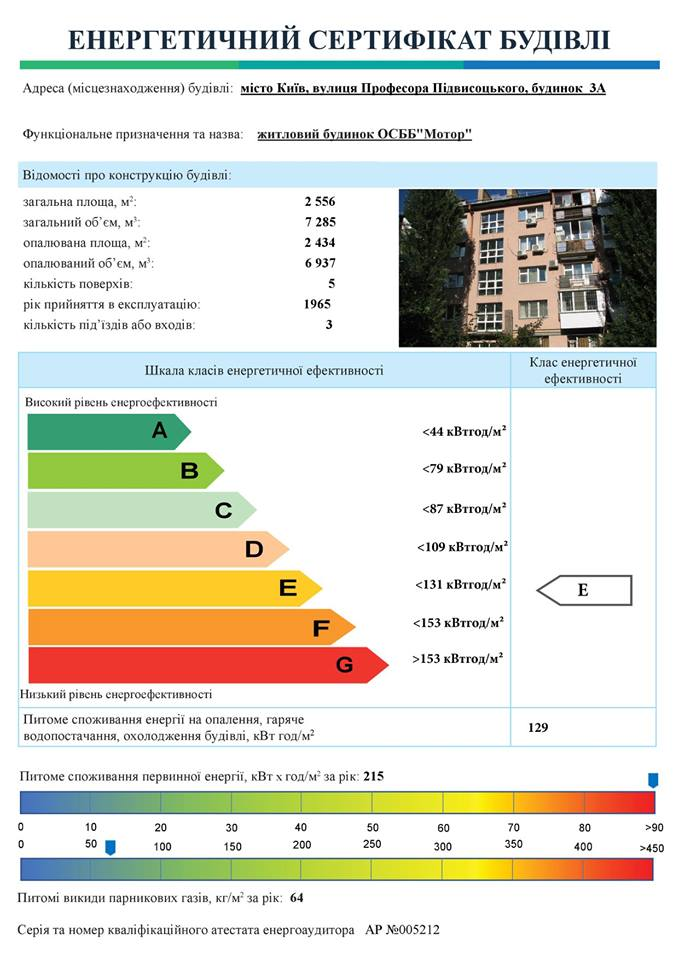 ЕНЕРГЕТИЧНИЙ СЕРТИФІКАТ БУДІВЛІ
Адреса (місцезнаходження) будівлі: місто Київ, вулиця Професора Підвисоцького, будинок 3А
Функціональне призначення та назва: житловий будинок ОСББ"Мотор"
Відомості про конструкцію будівлі:
загальна площа, м²: 2 556
загальний об’єм, м³: 7 285
опалювана площа, м²: 2 434
опалюваний об’єм, м³: 6 937
кількість поверхів: 5
рік прийняття в експлуатацію: 1965
кількість під’їздів або входів: 3
Шкала класів енергетичної ефективності
Клас енергетичної
ефективності
Високий рівень енергоефективності
A <44 кВтгод/м²
B <79 кВтгод/м²
C <87 кВтгод/м²
D <109 кВтгод/м²
E <131 кВтгод/м² E
F <153 кВтгод/м²
G >153 кВтгод/м²
Низький рівень енергоефективності
Питоме споживання енергії на опалення, гаряче
водопостачання, охолодження будівлі, кВт год/м²
129
Питоме споживання первинної енергії, кВт х год/м² за рік: 215
0 10 20 30 40 50 60 70 80 >90
0 50 100 150 200 250 300 350 400 >450
Питомі викиди парникових газів, кг/м² за рік: 64
Серія та номер кваліфікаційного атестата енергоаудитора АР №005212